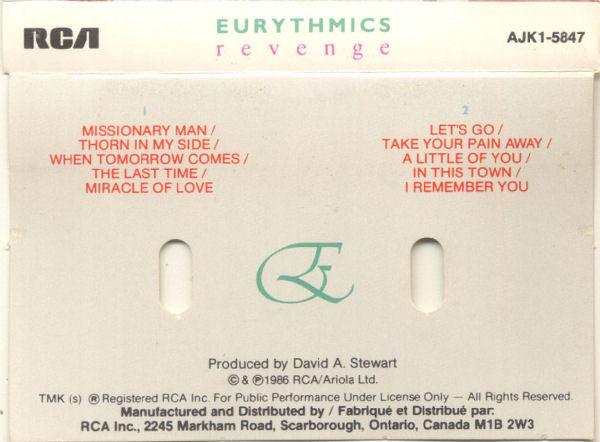 RCA
EURYTHMICS
revenge
AJK1-5847
1
MISSIONARY MAN /
THORN IN MY SIDE /
WHEN TOMORROW COMES /
THE LAST TIME /
MIRACLE OF LOVE
2
LET'S GO /
TAKE YOUR PAIN AWAY /
A LITTLE OF YOU /
IN THIS TOWN /
I REMEMBER YOU
Produced by David A. Stewart
© & ℗1986 RCA/Ariola Ltd.
TMK (s) ®Registered RCA Inc. For Public Performance Under License Only — All Rights Reserved.
Manufactured and Distributed by / Fabriqué et Distribué par:
RCA Inc., 2245 Markham Road, Scarborough, Ontario, Canada M1B 2W3